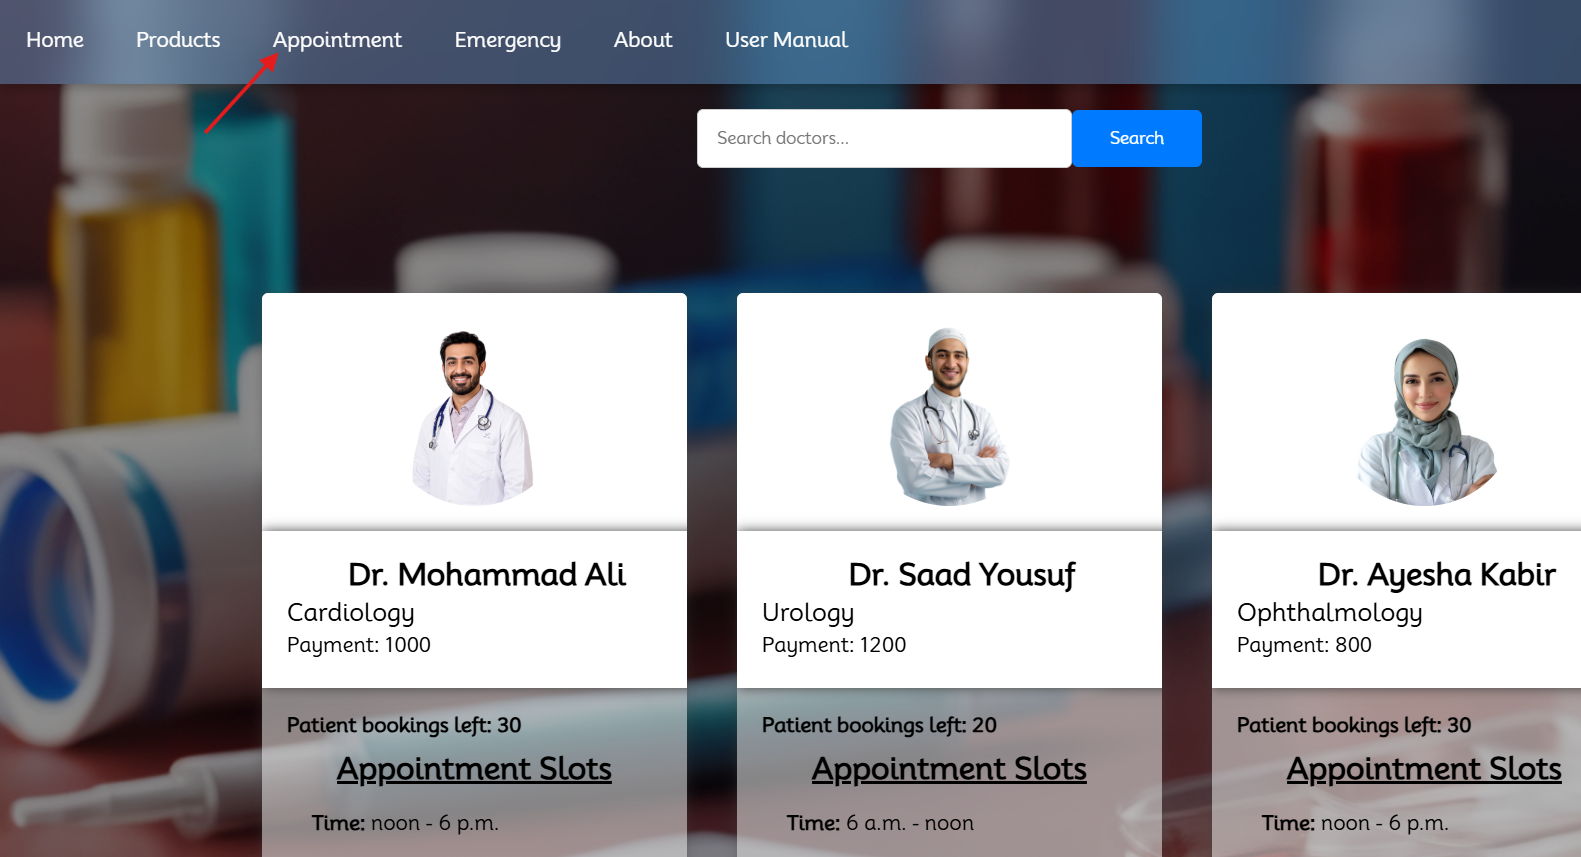 Home Products Appointment Emergency About User Manual
Search doctors... Search
Dr. Mohammad Ali
Cardiology
Payment: 1000
Patient bookings left: 30
Appointment Slots
Time: noon - 6 p.m.
Dr. Saad Yousuf
Urology
Payment: 1200
Patient bookings left: 20
Appointment Slots
Time: 6 a.m. - noon
Dr. Ayesha Kabir
Ophthalmology
Payment: 800
Patient bookings left: 30
Appointment Slots
Time: noon - 6 p.m.